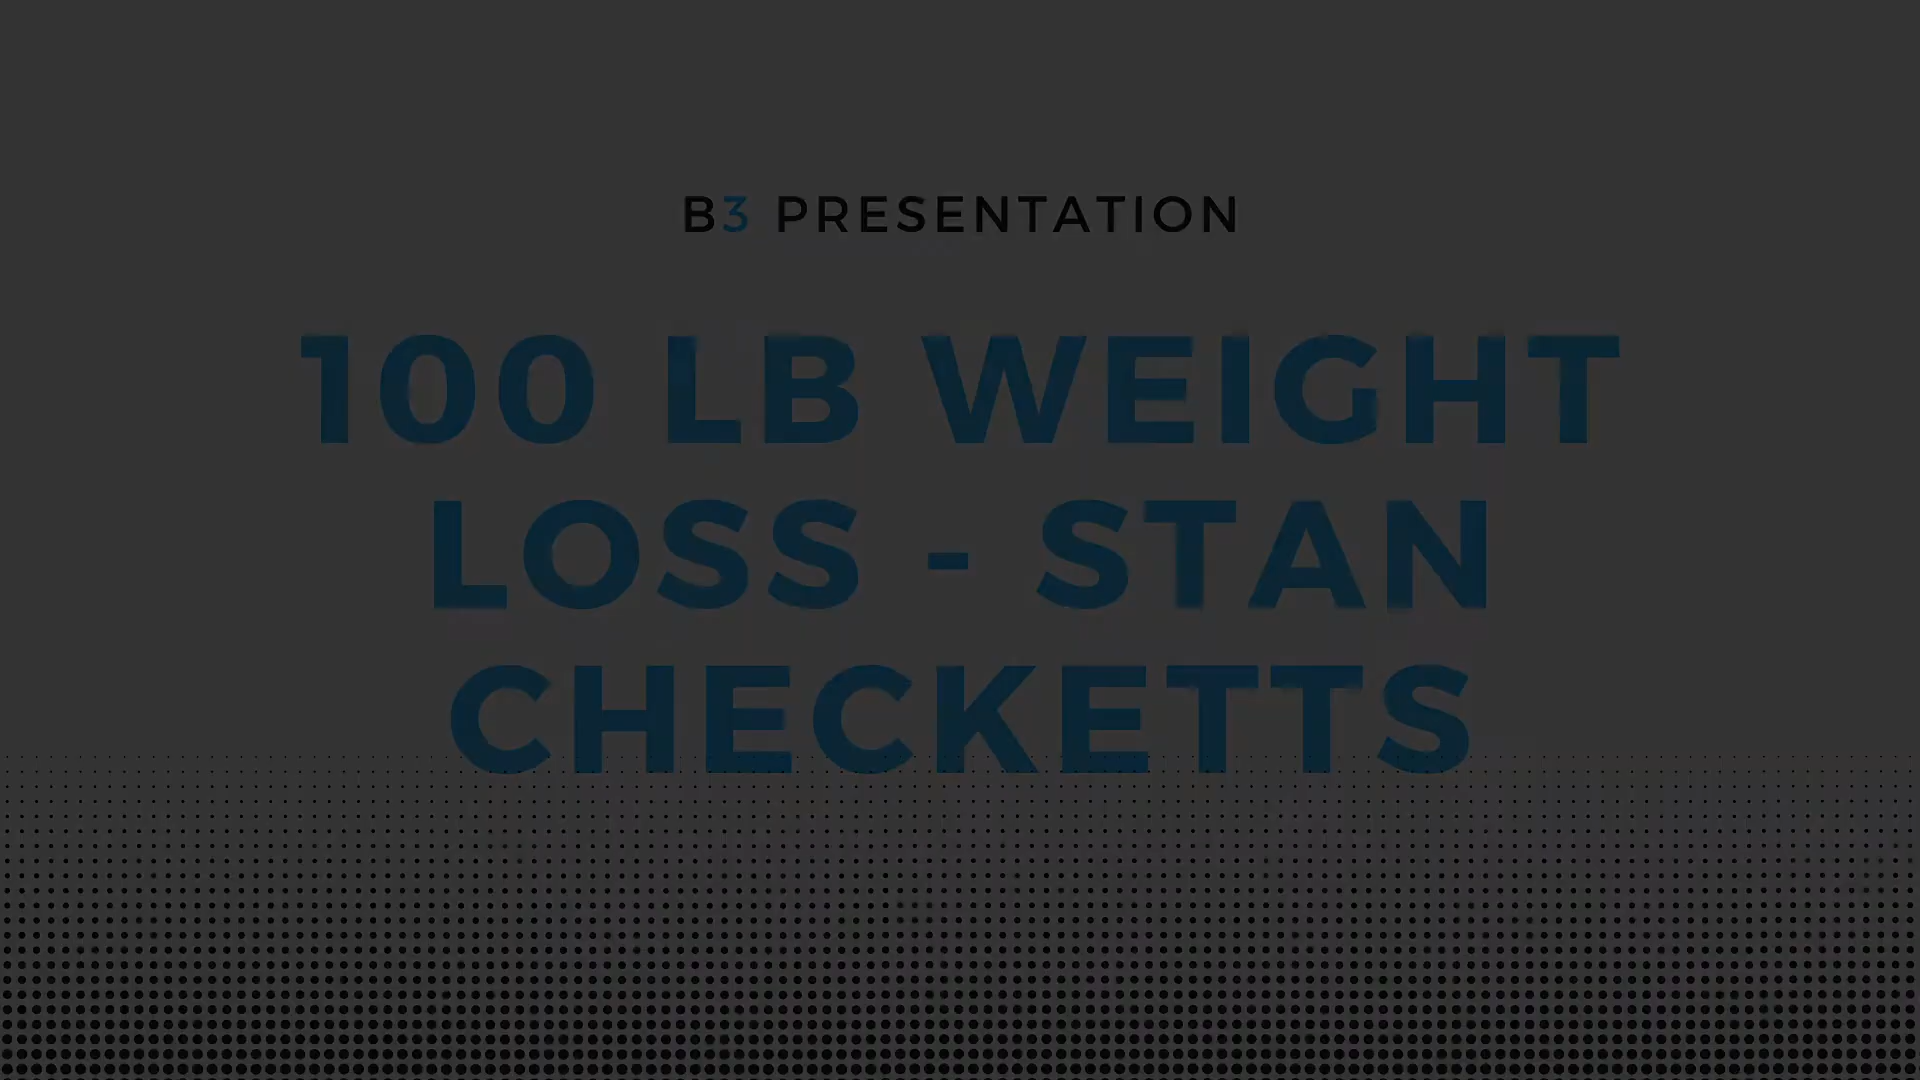 B3 PRESENTATION
100 LB WEIGHT
LOSS - STAN
CHECKETTS